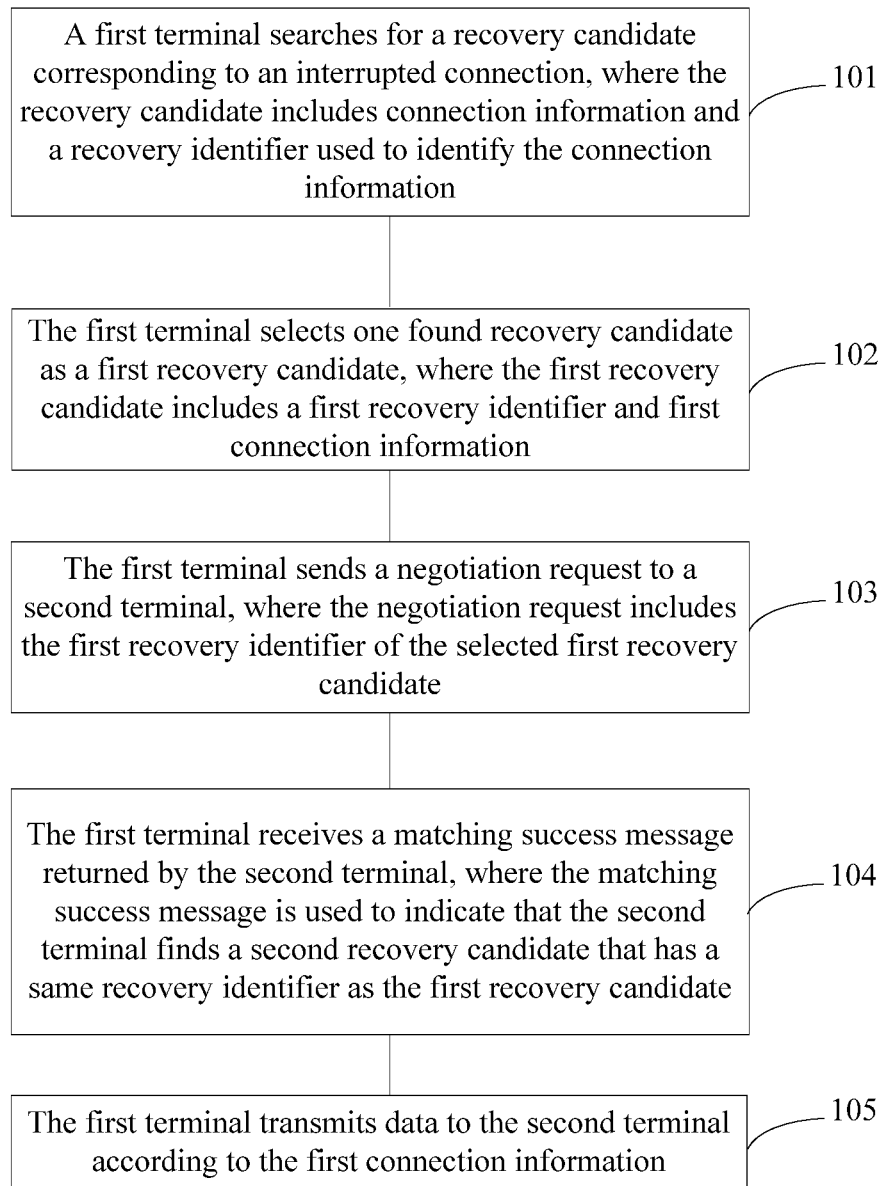 A first terminal searches for a recovery candidate
corresponding to an interrupted connection, where the
recovery candidate includes connection information and
a recovery identifier used to identify the connection
information
101
The first terminal selects one found recovery candidate
as a first recovery candidate, where the first recovery
candidate includes a first recovery identifier and first
connection information
102
The first terminal sends a negotiation request to a
second terminal, where the negotiation request includes
the first recovery identifier of the selected first recovery
candidate
103
The first terminal receives a matching success message
returned by the second terminal, where the matching
success message is used to indicate that the second
terminal finds a second recovery candidate that has a
same recovery identifier as the first recovery candidate
104
The first terminal transmits data to the second terminal
according to the first connection information
105